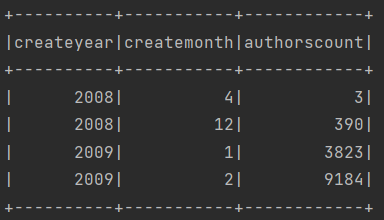 +----------+-----------+------------+
|createyear|createmonth|authorscount|
+----------+-----------+------------+
|      2008|          4|           3|
|      2008|         12|         390|
|      2009|          1|        3823|
|      2009|          2|        9184|
+----------+-----------+------------+